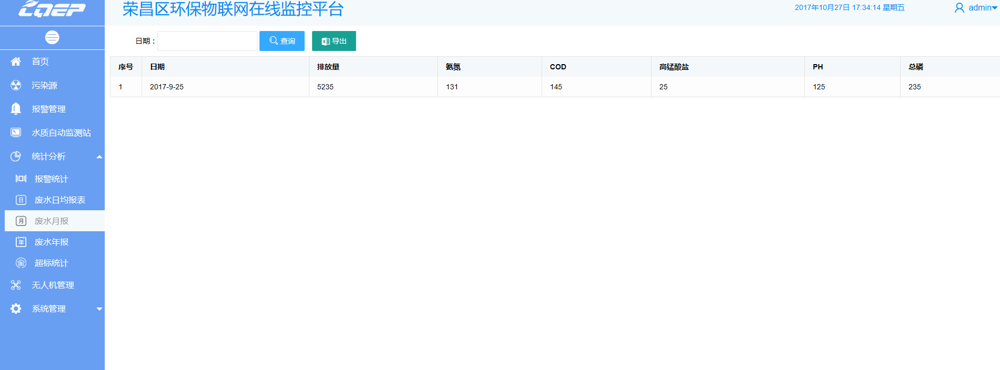 CQEP
荣昌区环保物联网在线监控平台
2017年10月27日 17:34:14 星期五
admin
首页
污染源
报警管理
水质自动监测站
统计分析
报警统计
日 废水日均报表
月 废水月报
年 废水年报
超标统计
无人机管理
系统管理
日期：
查询
导出
序号 日期 排放量 氨氮 COD 高锰酸盐 PH 总磷
1 2017-9-25 5235 131 145 25 125 235